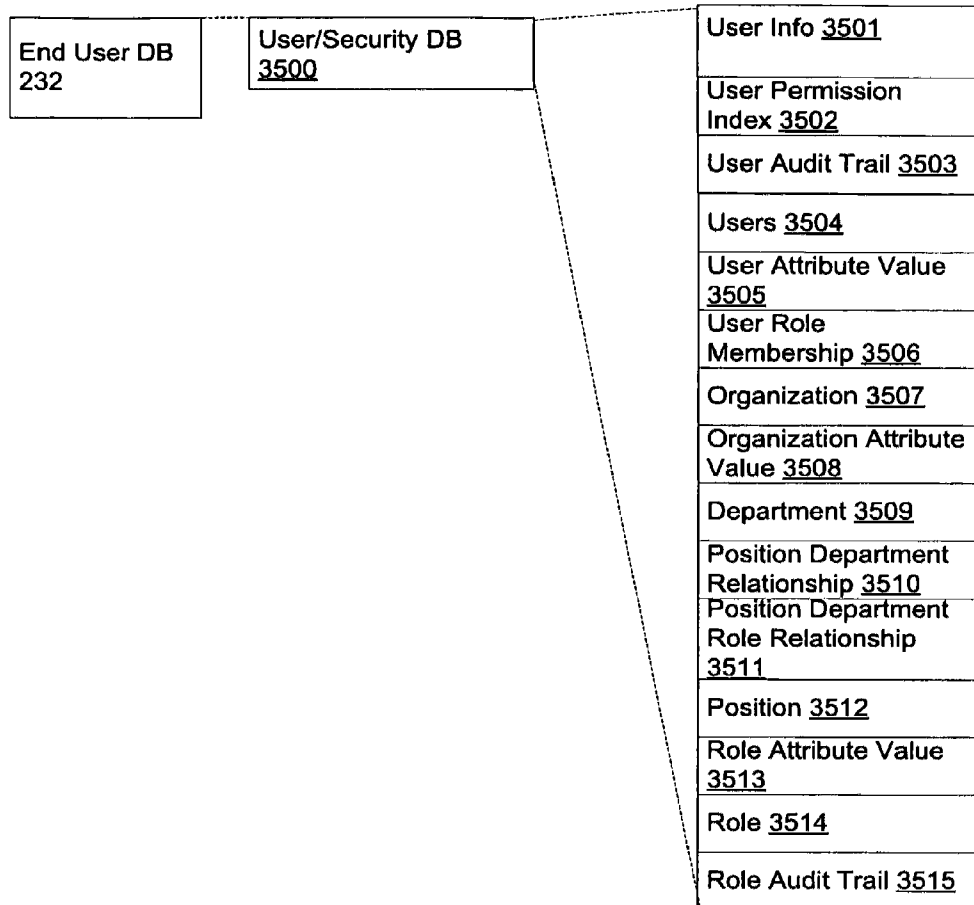 End User DB
232
User/Security DB
3500
User Info 3501
User Permission
Index 3502
User Audit Trail 3503
Users 3504
User Attribute Value
3505
User Role
Membership 3506
Organization 3507
Organization Attribute
Value 3508
Department 3509
Position Department
Relationship 3510
Position Department
Role Relationship
3511
Position 3512
Role Attribute Value
3513
Role 3514
Role Audit Trail 3515